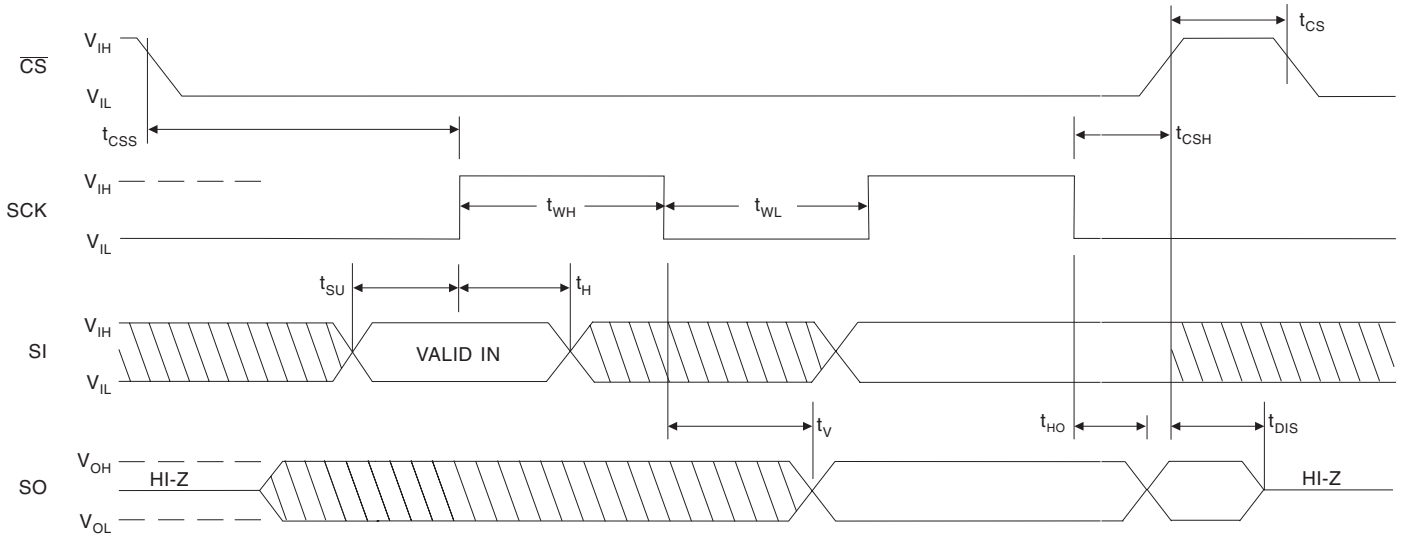 t_CS
V_IH
CS
V_IL
t_CSS
t_CSH
V_IH
SCK
t_WH
t_WL
V_IL
t_SU
t_H
V_IH
SI
VALID IN
V_IL
t_V
t_HO
t_DIS
V_OH
HI-Z
HI-Z
SO
V_OL